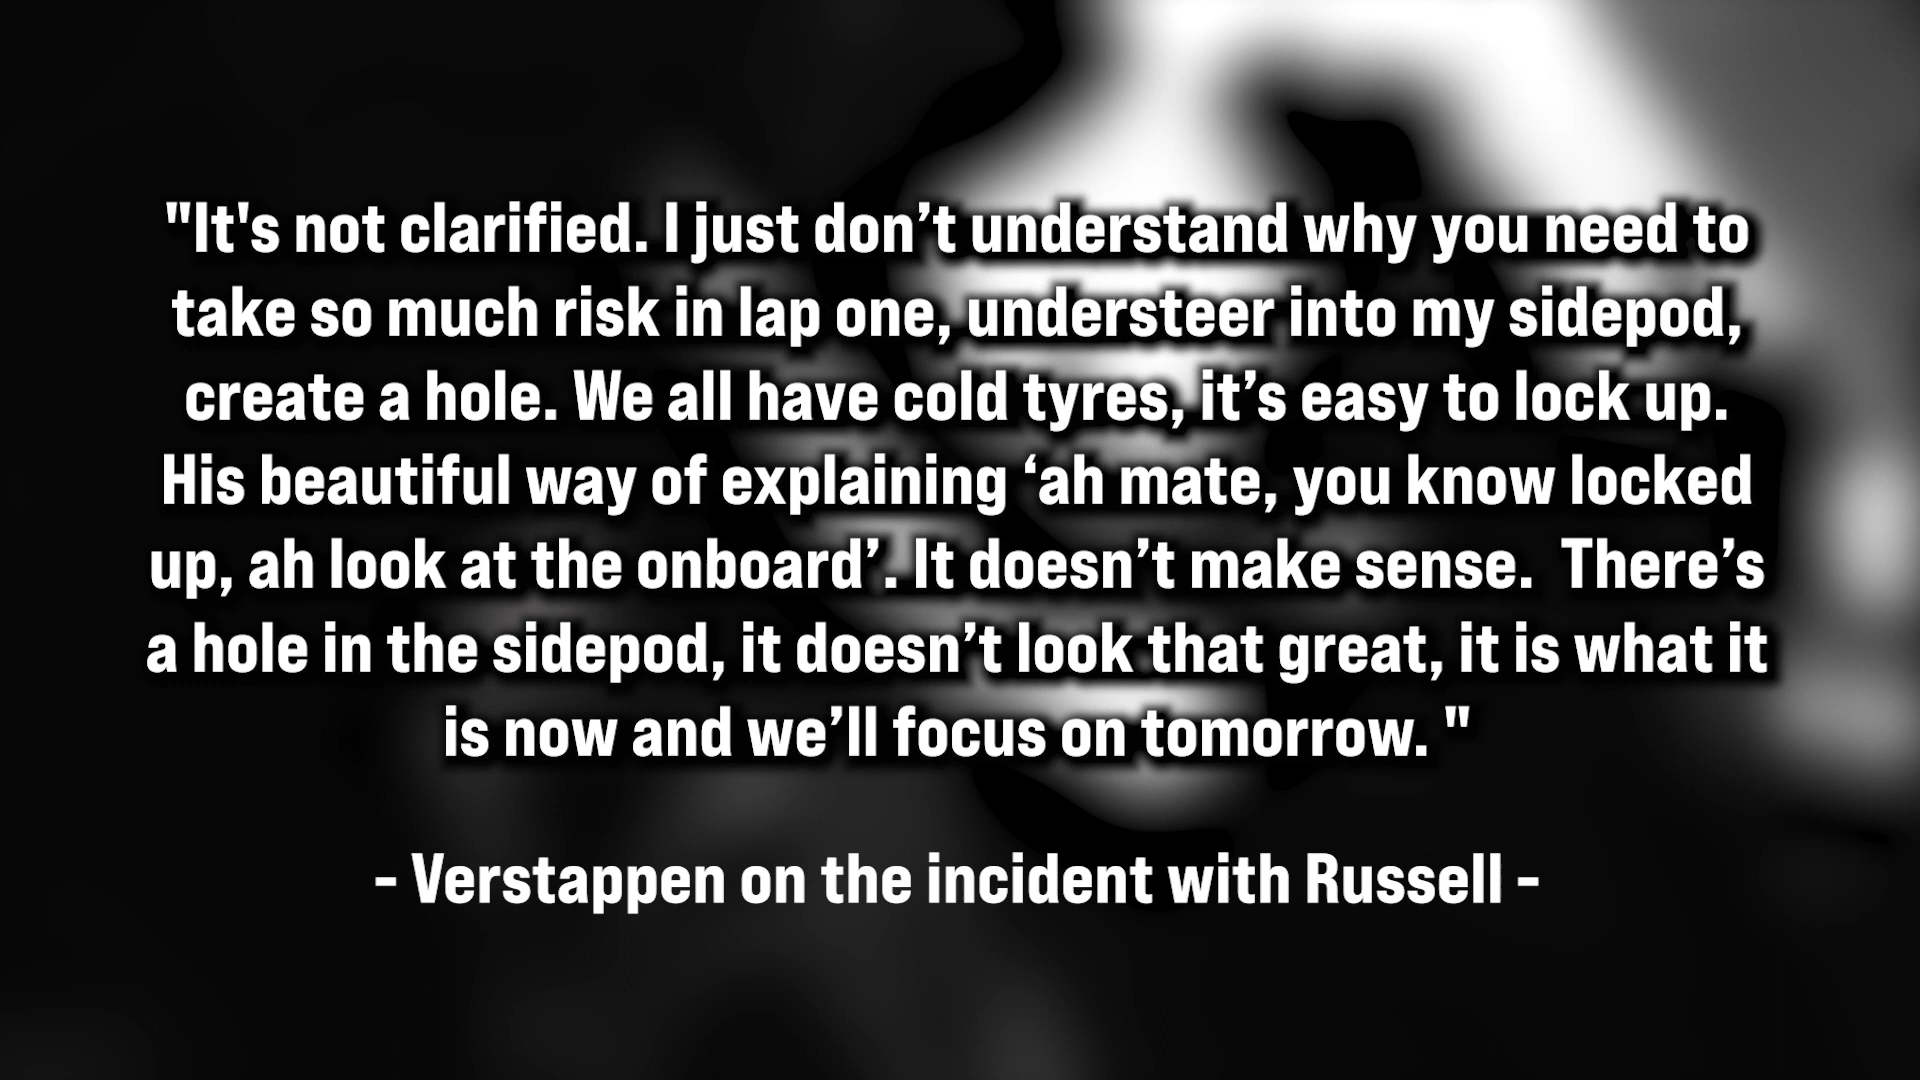 "It's not clarified. I just don’t understand why you need to
take so much risk in lap one, understeer into my sidepod,
create a hole. We all have cold tyres, it’s easy to lock up.
His beautiful way of explaining ‘ah mate, you know locked
up, ah look at the onboard’. It doesn’t make sense.  There’s
a hole in the sidepod, it doesn’t look that great, it is what it
is now and we’ll focus on tomorrow. "
- Verstappen on the incident with Russell -